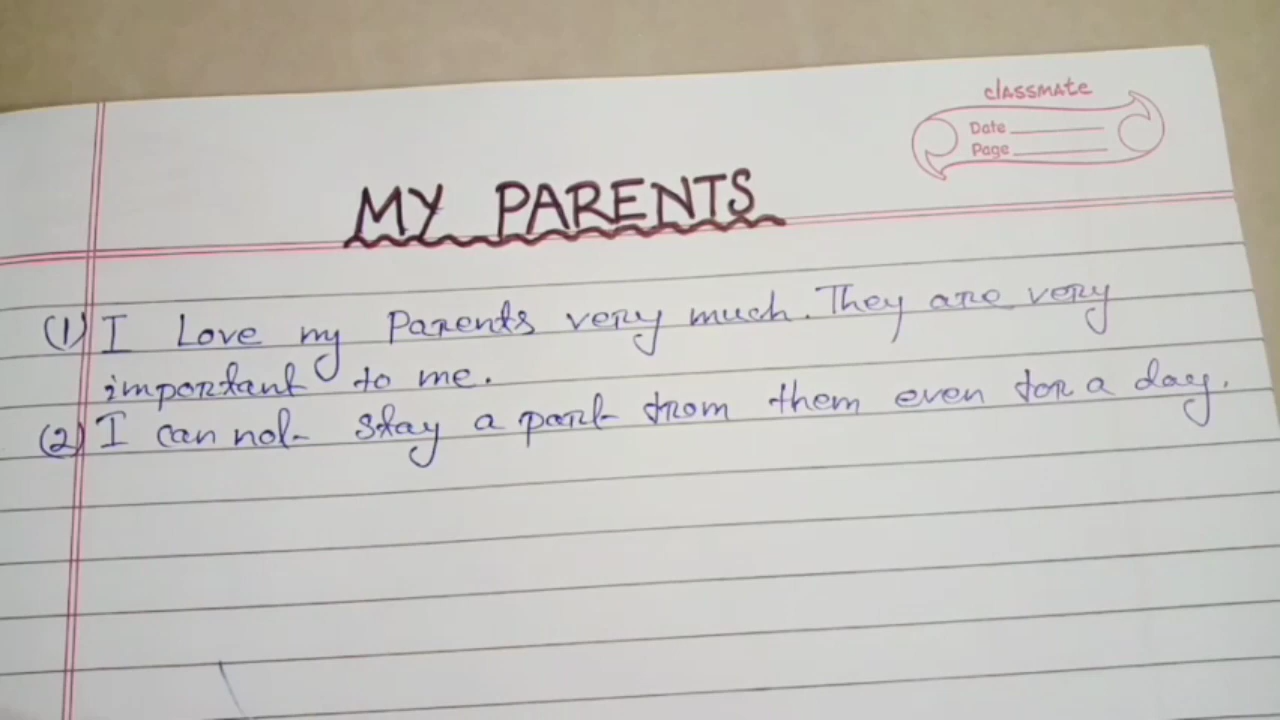 classmate
Date
Page
MY PARENTS
(1) I Love my Parents very much. They are very
important to me.
(2) I can not stay a part from them even for a day.